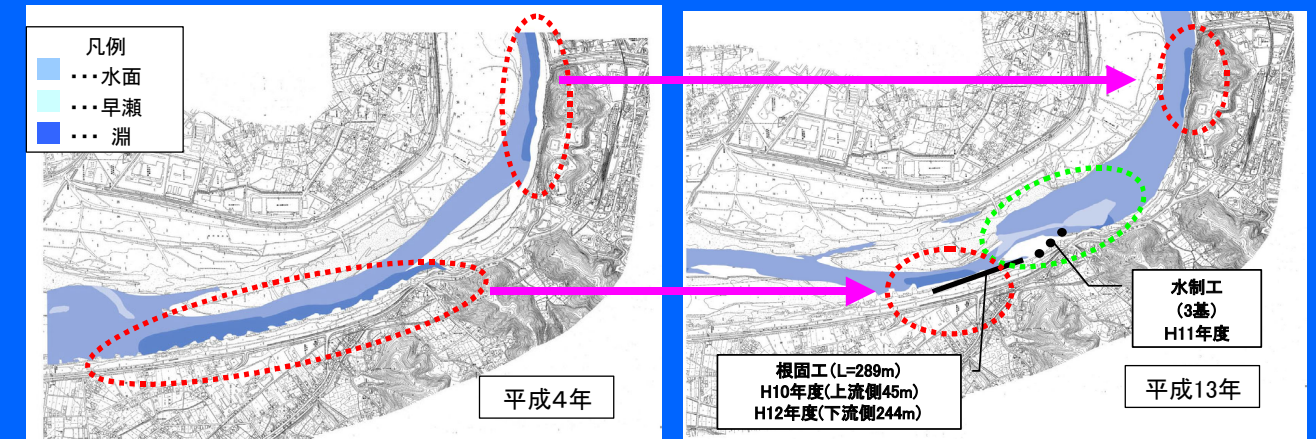 凡例
･･･水面
･･･早瀬
･･･ 淵
平成4年
水制工
(3基)
H11年度
根固工(L=289m)
H10年度(上流側45m)
H12年度(下流側244m)
平成13年